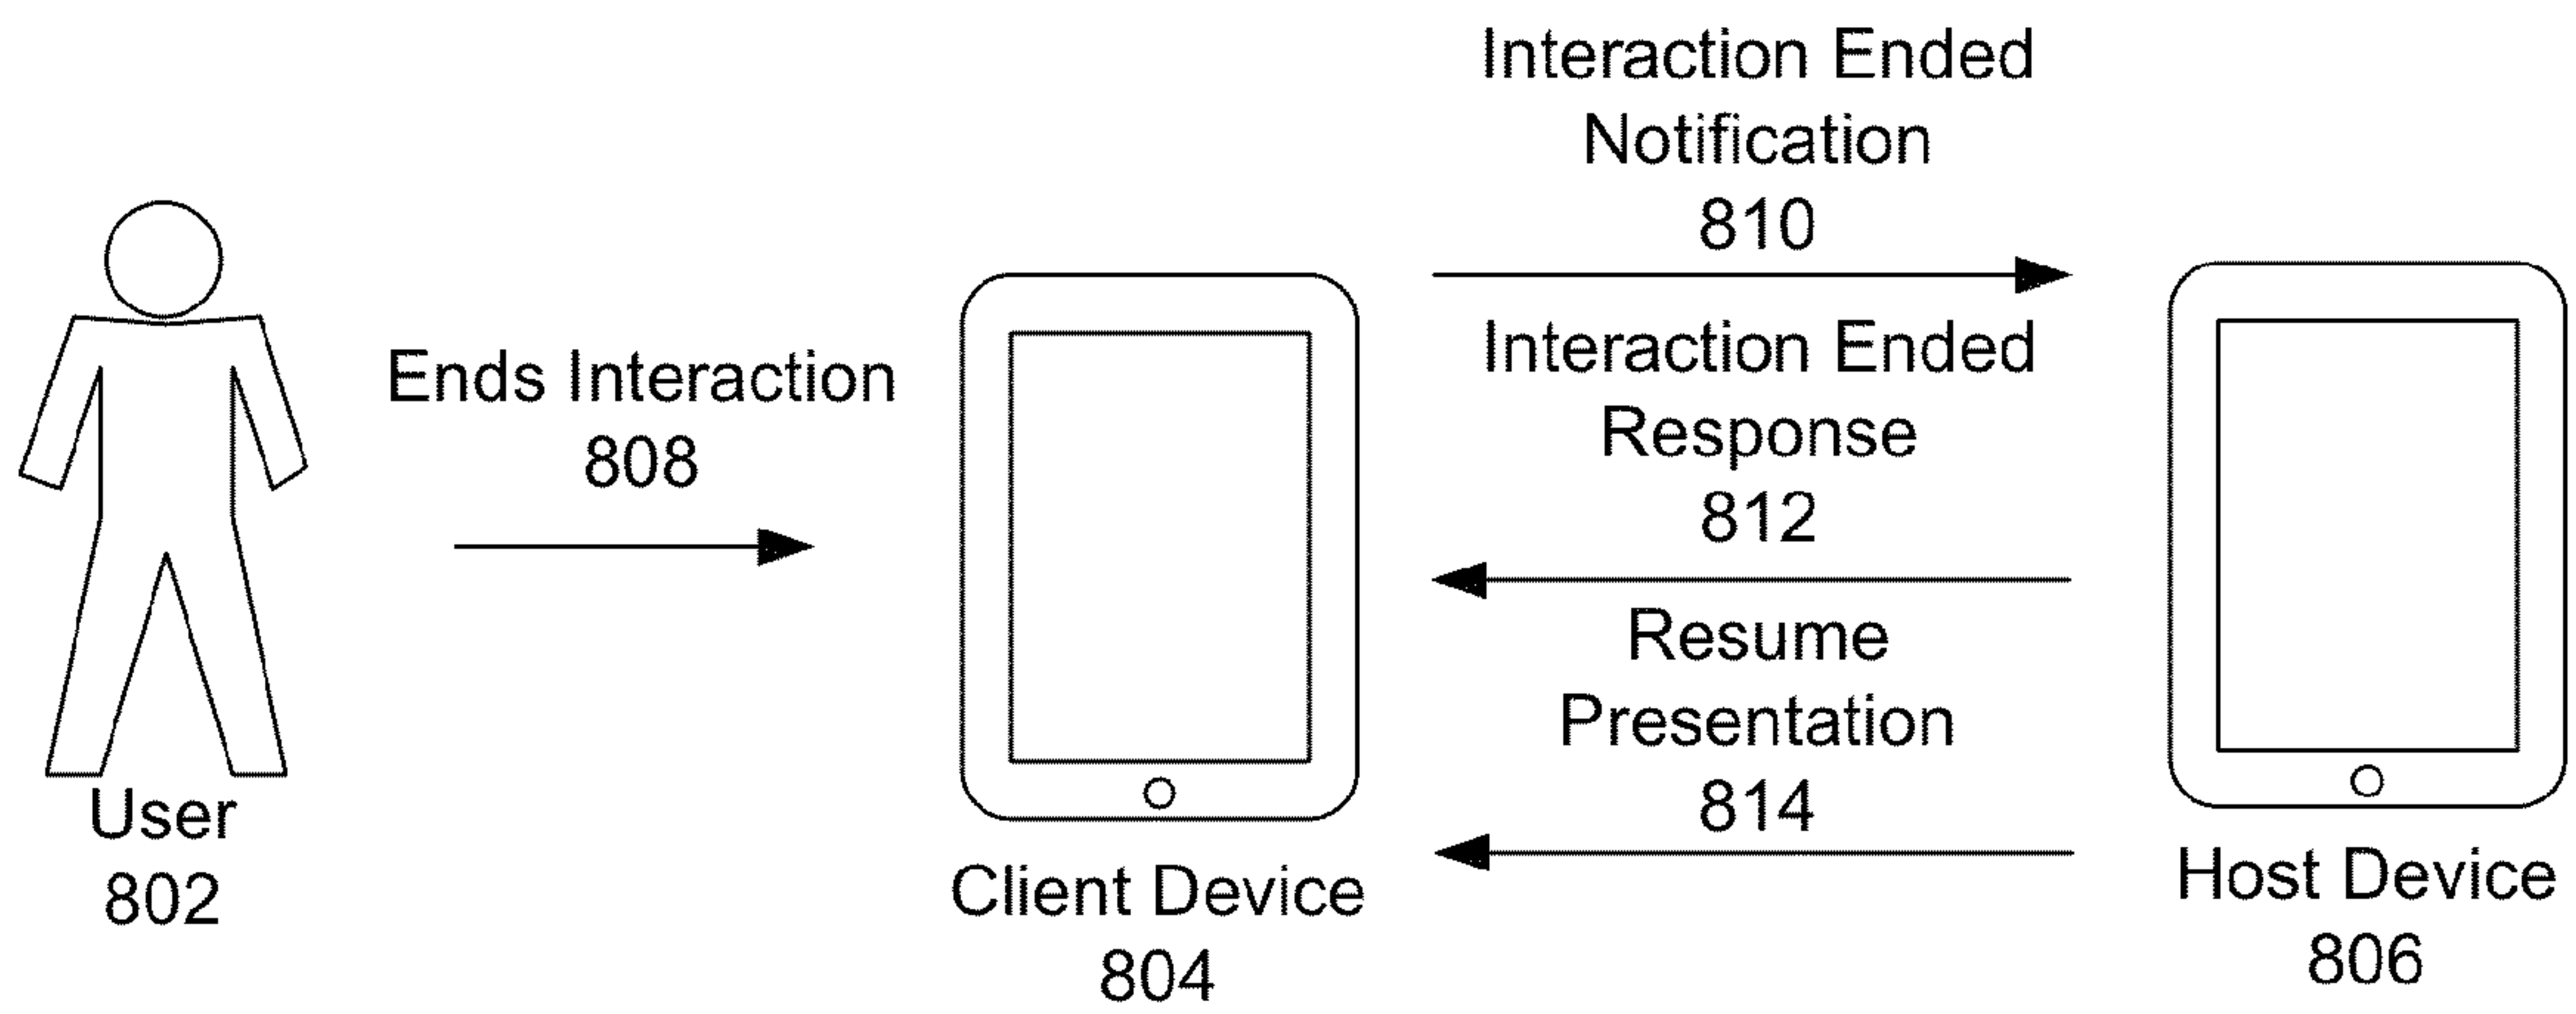 Interaction Ended
Notification
810
Ends Interaction
808
Interaction Ended
Response
812
Resume
Presentation
814
User
802
Client Device
804
Host Device
806